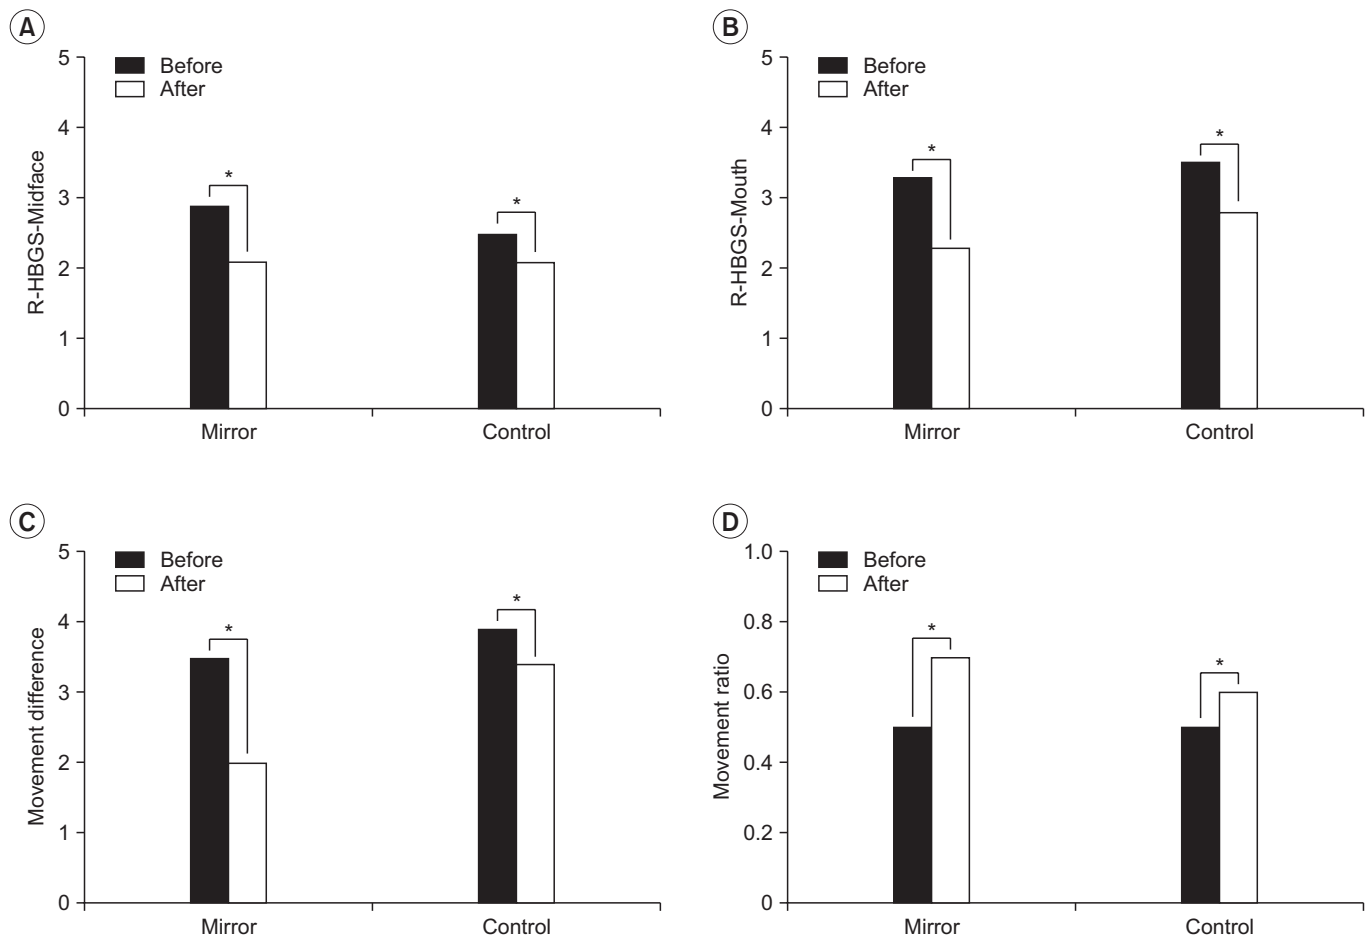 A
R-HBGS-Midface
5
4
3
2
1
0
Before
After
*
*
Mirror
Control
B
R-HBGS-Mouth
5
4
3
2
1
0
Before
After
*
*
Mirror
Control
C
Movement difference
5
4
3
2
1
0
Before
After
*
*
Mirror
Control
D
Movement ratio
1.0
0.8
0.6
0.4
0.2
0
Before
After
*
*
Mirror
Control